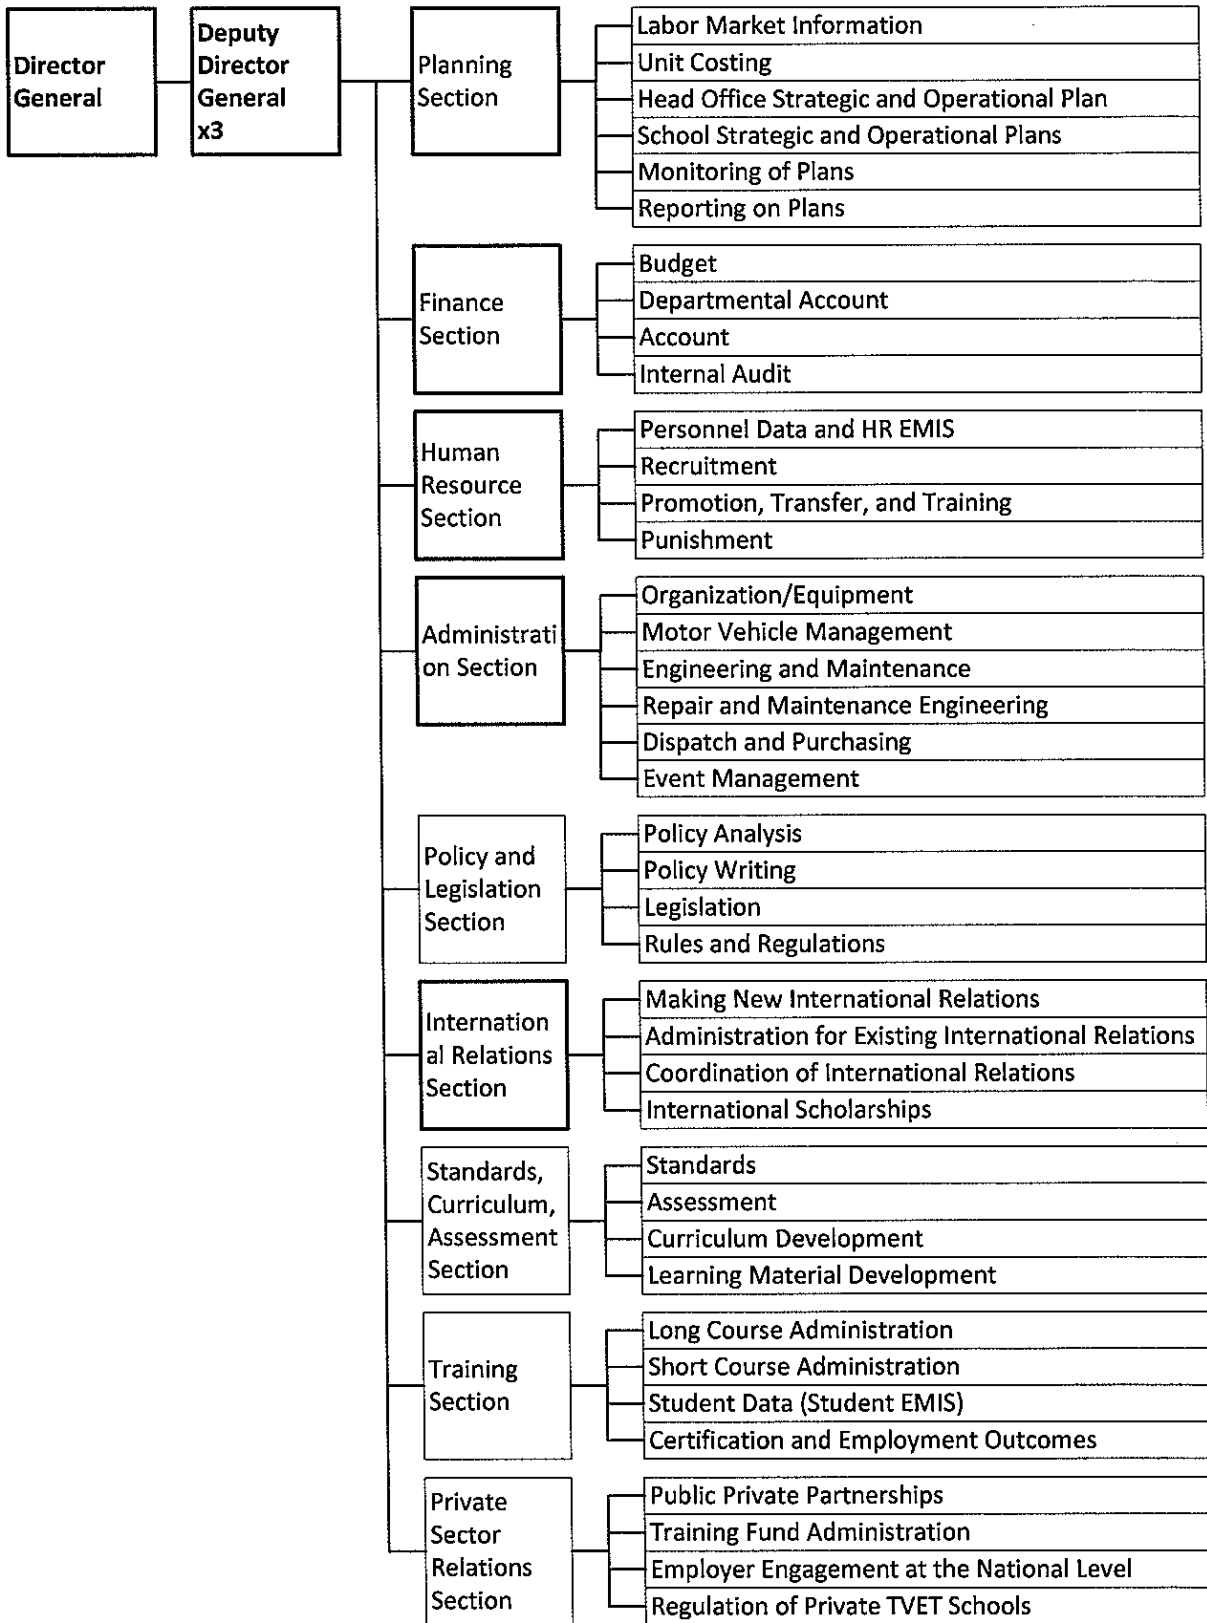 Director
General
Deputy
Director
General
x3
Planning
Section
Labor Market Information
Unit Costing
Head Office Strategic and Operational Plan
School Strategic and Operational Plans
Monitoring of Plans
Reporting on Plans
Finance
Section
Budget
Departmental Account
Account
Internal Audit
Human
Resource
Section
Personnel Data and HR EMIS
Recruitment
Promotion, Transfer, and Training
Punishment
Administrati
on Section
Organization/Equipment
Motor Vehicle Management
Engineering and Maintenance
Repair and Maintenance Engineering
Dispatch and Purchasing
Event Management
Policy and
Legislation
Section
Policy Analysis
Policy Writing
Legislation
Rules and Regulations
Internation
al Relations
Section
Making New International Relations
Administration for Existing International Relations
Coordination of International Relations
International Scholarships
Standards,
Curriculum,
Assessment
Section
Standards
Assessment
Curriculum Development
Learning Material Development
Training
Section
Long Course Administration
Short Course Administration
Student Data (Student EMIS)
Certification and Employment Outcomes
Private
Sector
Relations
Section
Public Private Partnerships
Training Fund Administration
Employer Engagement at the National Level
Regulation of Private TVET Schools